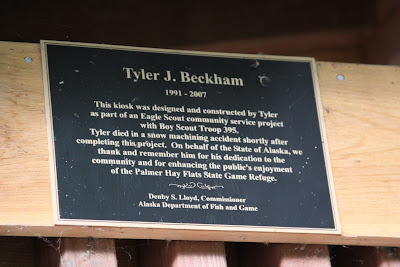 Tyler J. Beckham
1991 - 2007
This kiosk was designed and constructed by Tyler
as part of an Eagle Scout community service project
with Boy Scout Troop 395.
Tyler died in a snow machining accident shortly after
completing this project. On behalf of the State of Alaska, we
thank and remember him for his dedication to the
community and for enhancing the public's enjoyment
of the Palmer Hay Flats State Game Refuge.
Denby S. Lloyd, Commissioner
Alaska Department of Fish and Game